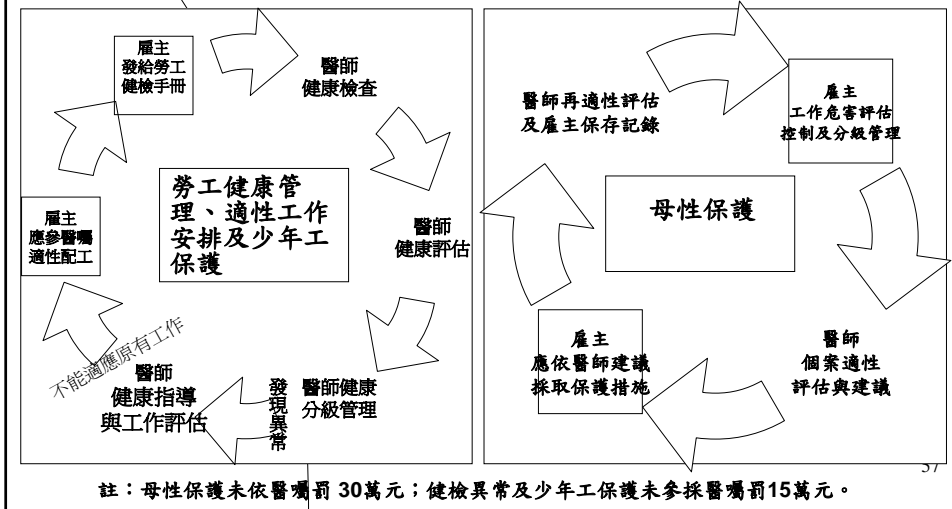 勞工健康管
理、適性工作
安排及少年工
保護
雇主
發給勞工
健檢手冊
醫師
健康檢查
醫師
健康評估
醫師健康
分級管理
發現異常
醫師
健康指導
與工作評估
不能適應原有工作
雇主
應參醫囑
適性配工
母性保護
雇主
工作危害評估
控制及分級管理
醫師
個案適性
評估與建議
雇主
應依醫師建議
採取保護措施
醫師再適性評估
及雇主保存記錄
57
註：母性保護未依醫囑罰 30萬元；健檢異常及少年工保護未參採醫囑罰15萬元。